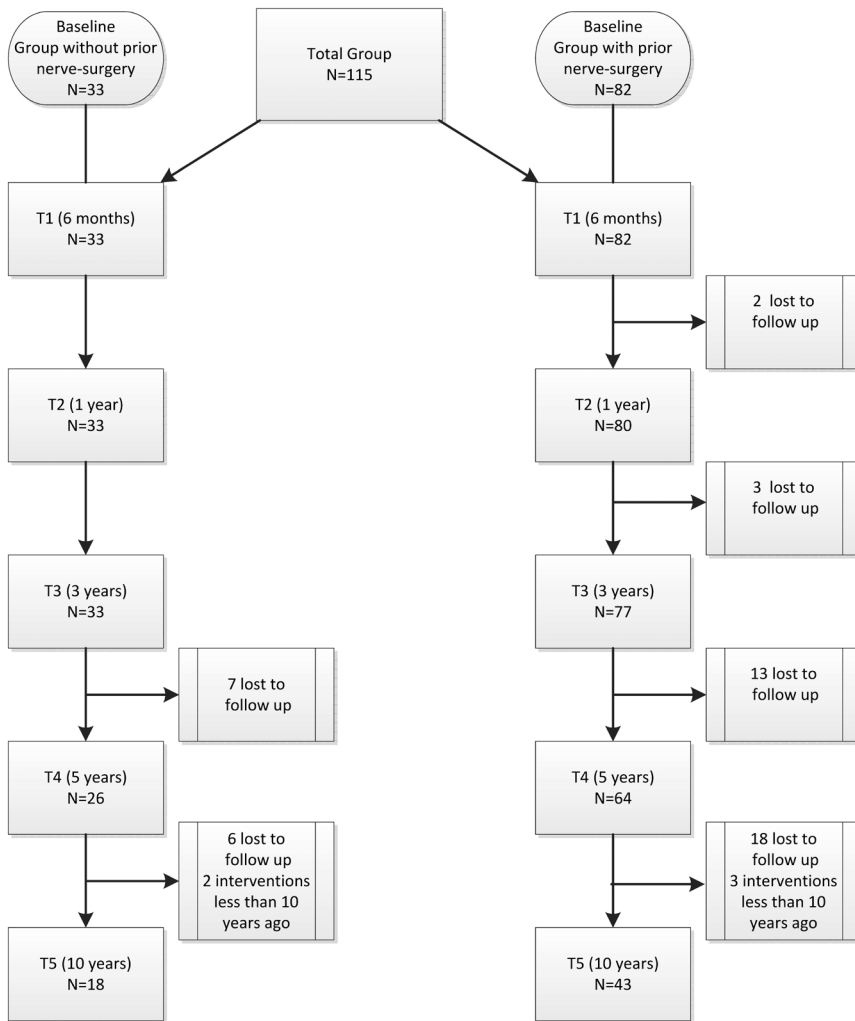 Baseline
Group without prior
nerve-surgery
N=33
Total Group
N=115
Baseline
Group with prior
nerve-surgery
N=82
T1 (6 months)
N=33
T1 (6 months)
N=82
2 lost to
follow up
T2 (1 year)
N=33
T2 (1 year)
N=80
3 lost to
follow up
T3 (3 years)
N=33
T3 (3 years)
N=77
7 lost to
follow up
13 lost to
follow up
T4 (5 years)
N=26
T4 (5 years)
N=64
6 lost to
follow up
2 interventions
less than 10
years ago
18 lost to
follow up
3 interventions
less than 10
years ago
T5 (10 years)
N=18
T5 (10 years)
N=43